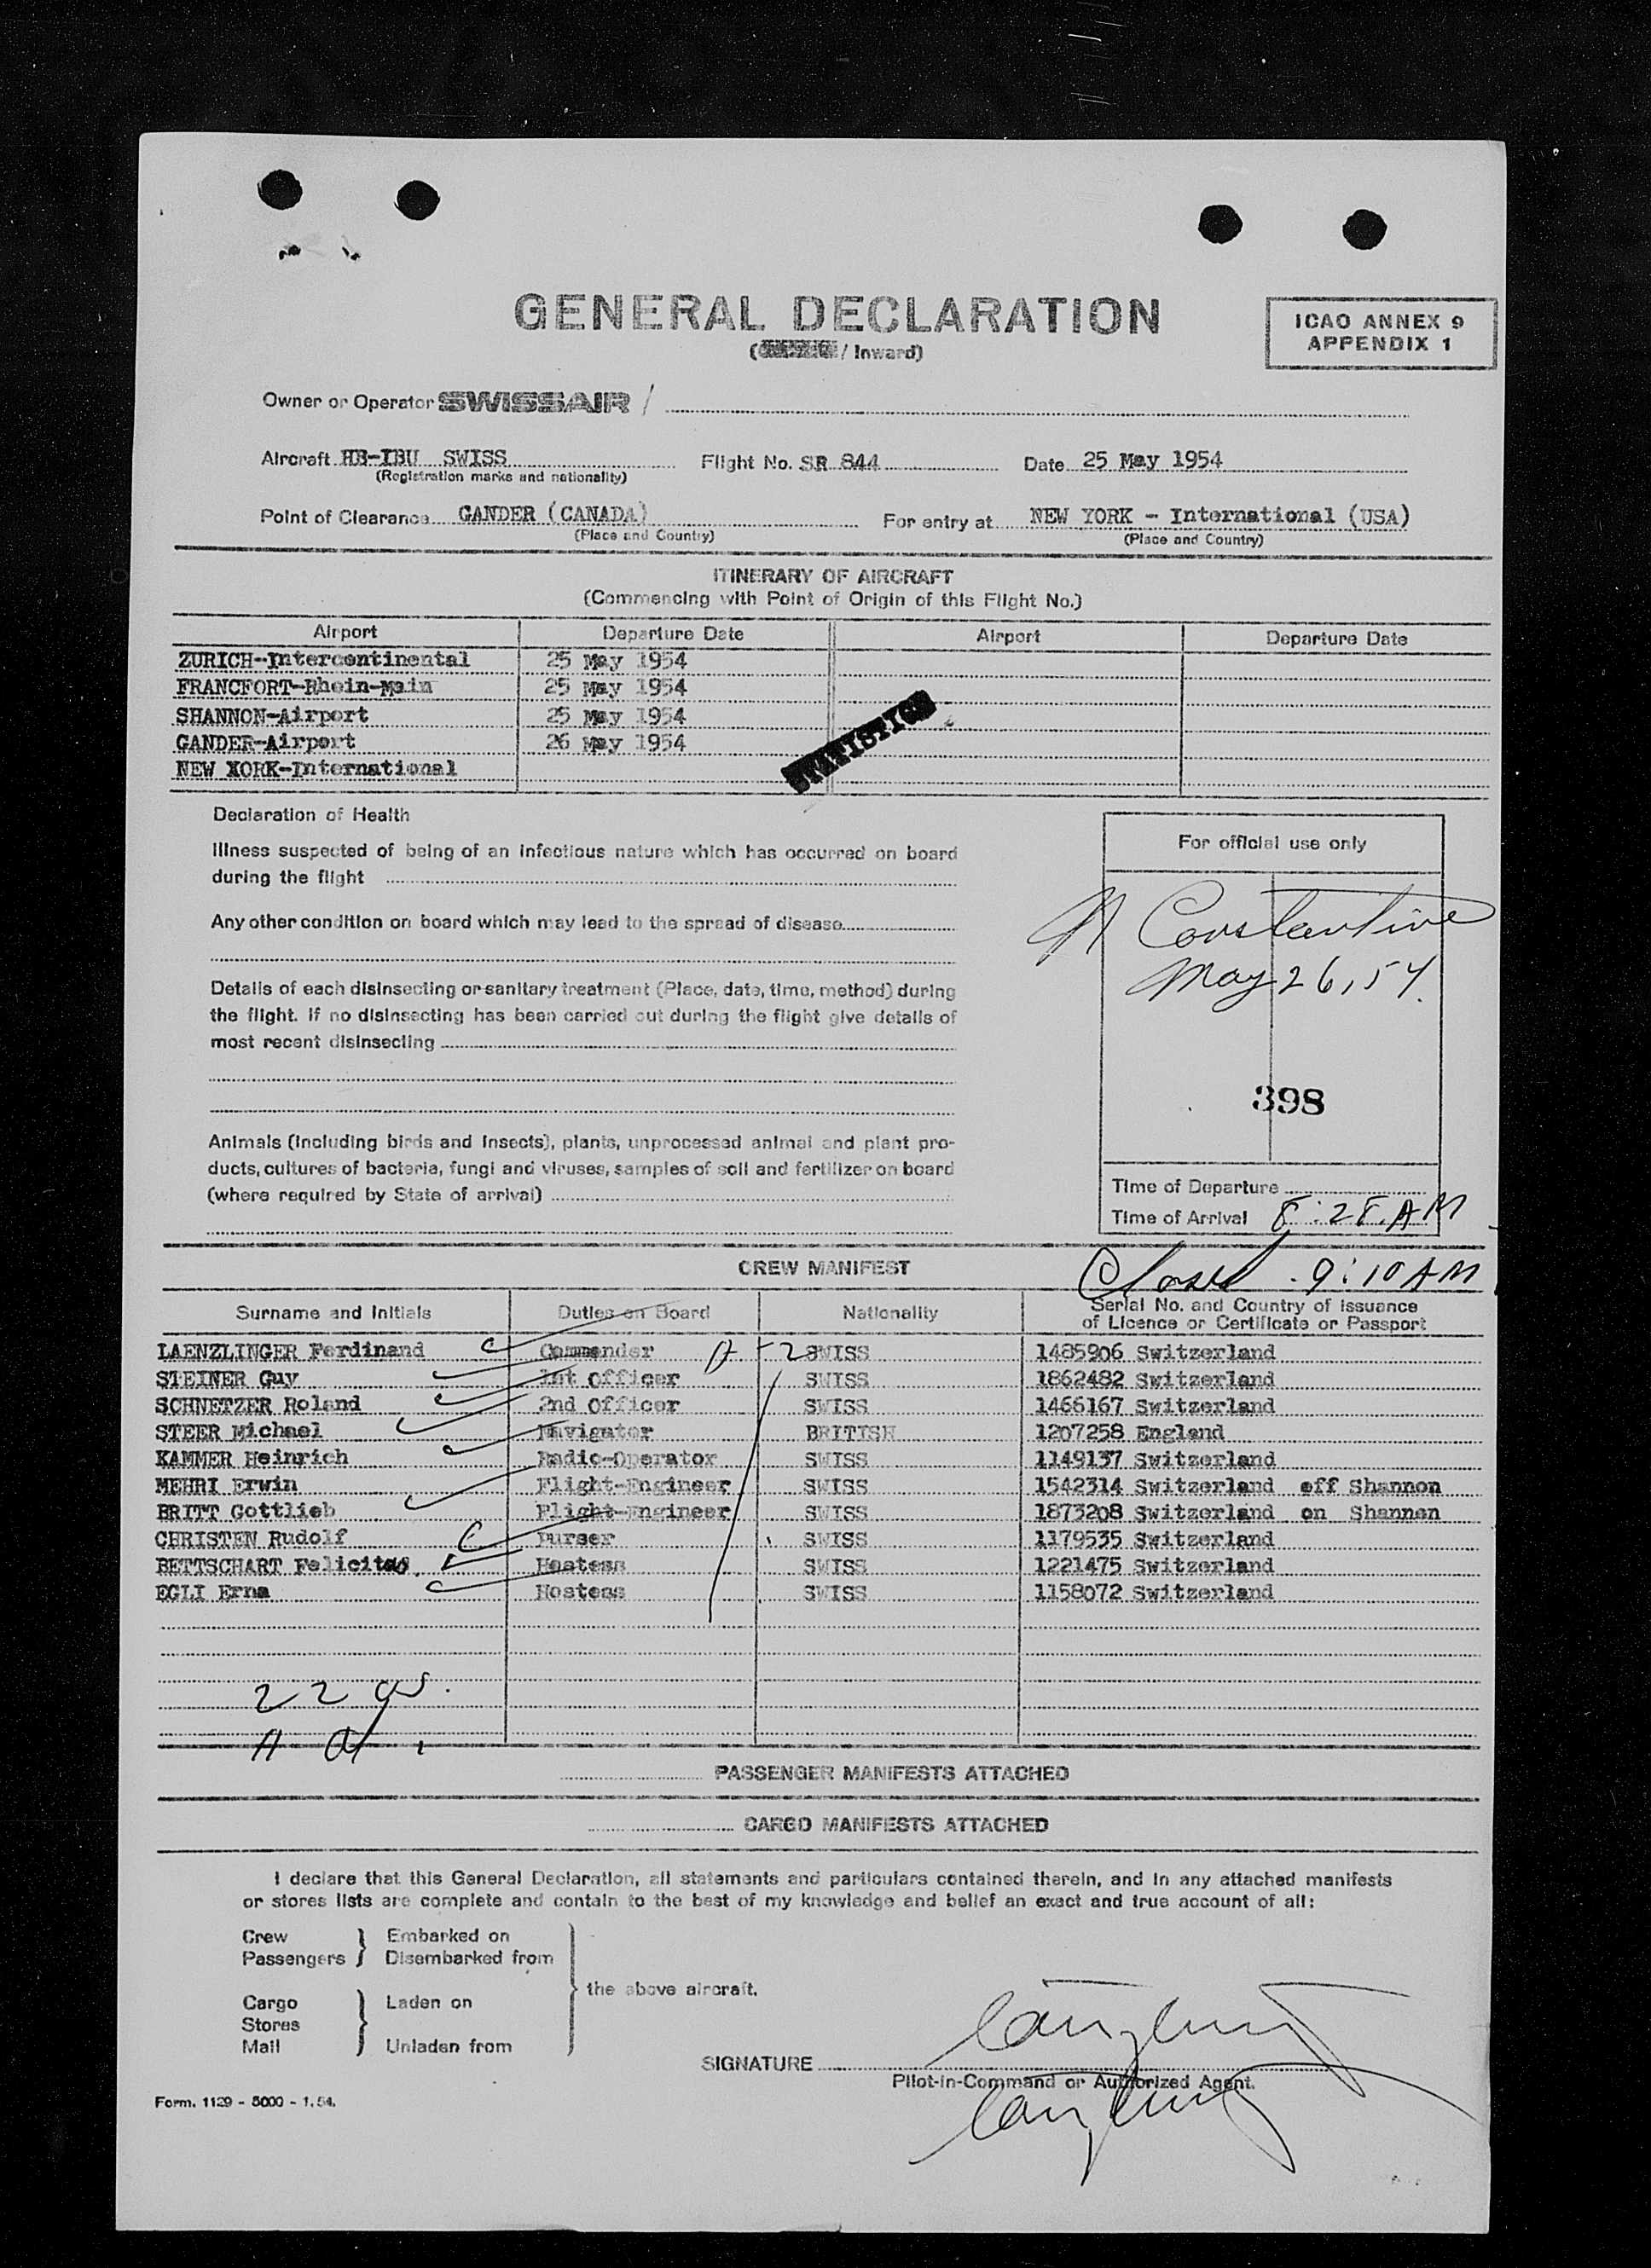 GENERAL DECLARATION
ICAO ANNEX 9
APPENDIX 1
/ Inward)
Owner or Operator SWISSAIR /
Aircraft HB-IBU SWISS Flight No. SR 844 Date 25 May 1954
(Registration marks and nationality)
Point of Clearance GANDER (CANADA) For entry at NEW YORK - International (USA)
(Place and Country) (Place and Country)
ITINERARY OF AIRCRAFT
(Commencing with Point of Origin of this Flight No.)
Airport Departure Date Airport Departure Date
ZURICH-Intercontinental 25 May 1954
FRANCFORT-Rhein-Main 25 May 1954
SHANNON-Airport 25 May 1954
GANDER-Airport 26 May 1954
NEW YORK-International
STATISTICS
Declaration of Health
Illness suspected of being of an infectious nature which has occurred on board
during the flight
Any other condition on board which may lead to the spread of disease
Details of each disinsecting or sanitary treatment (Place, date, time, method) during
the flight. If no disinsecting has been carried out during the flight give details of
most recent disinsecting
Animals (including birds and insects), plants, unprocessed animal and plant pro-
ducts, cultures of bacteria, fungi and viruses, samples of soil and fertilizer on board
(where required by State of arrival)
For official use only
Constantine
May 26, 54.
398
Time of Departure
Time of Arrival 8:28 AM
Closed 9:10 AM
CREW MANIFEST
Surname and Initials Duties on Board Nationality Serial No. and Country of Issuance
of Licence or Certificate or Passport
LAENZLINGER Ferdinand Commander D-2 SWISS 1485906 Switzerland
STEINER Guy 1nt Officer SWISS 1862482 Switzerland
SCHNETZER Roland 2nd Officer SWISS 1466167 Switzerland
STEER Michael Navigator BRITISH 1207258 England
KAMMER Heinrich Radio-Operator SWISS 1149137 Switzerland
MEHRI Erwin Flight-Engineer SWISS 1542314 Switzerland off Shannon
BRITT Gottlieb Flight-Engineer SWISS 1873208 Switzerland on Shannon
CHRISTEN Rudolf Purser SWISS 1179535 Switzerland
BETTSCHART Felicitas. Hostess SWISS 1221475 Switzerland
EGLI Erna Hostess SWISS 1158072 Switzerland
22
PASSENGER MANIFESTS ATTACHED
CARGO MANIFESTS ATTACHED
I declare that this General Declaration, all statements and particulars contained therein, and in any attached manifests
or stores lists are complete and contain to the best of my knowledge and belief an exact and true account of all:
Crew Embarked on
Passengers Disembarked from
the above aircraft.
Cargo Laden on
Stores
Mail Unladen from
SIGNATURE
Pilot-in-Command or Authorized Agent.
Form. 1129 - 5000 - 1.54.